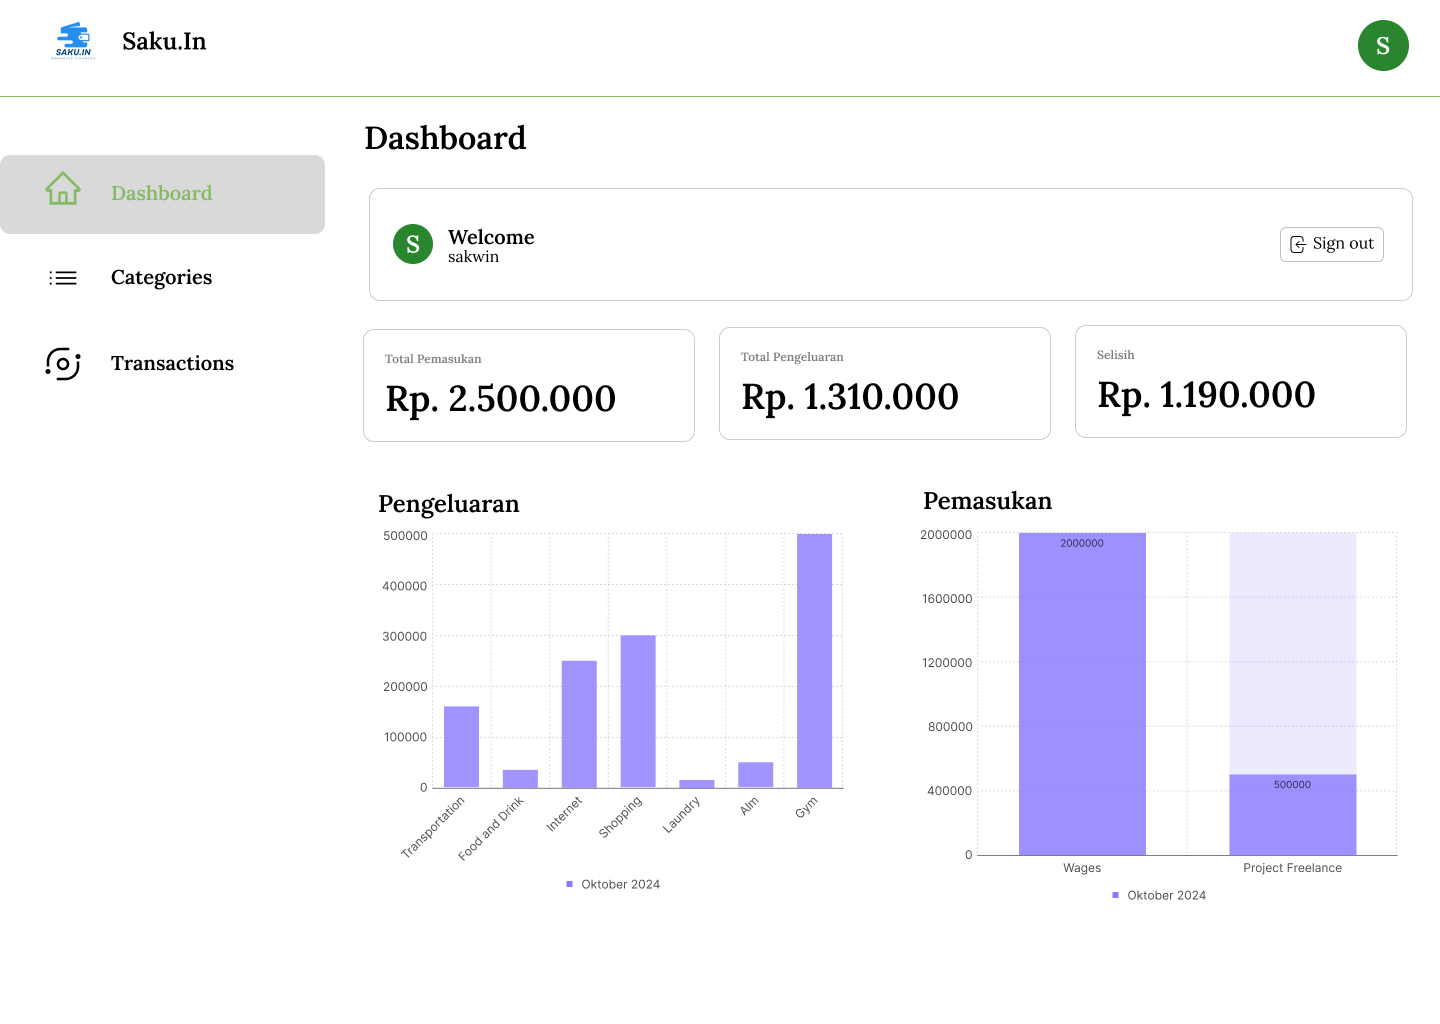 SAKU.IN
Saku.In
S
Dashboard
Dashboard
Categories
Transactions
S
Welcome
sakwin
Sign out
Total Pemasukan
Rp. 2.500.000
Total Pengeluaran
Rp. 1.310.000
Selisih
Rp. 1.190.000
Pengeluaran
500000
400000
300000
200000
100000
0
Transportation
Food and Drink
Internet
Shopping
Laundry
Alm
Gym
Oktober 2024
Pemasukan
2000000
1600000
1200000
800000
400000
0
2000000
500000
Wages
Project Freelance
Oktober 2024